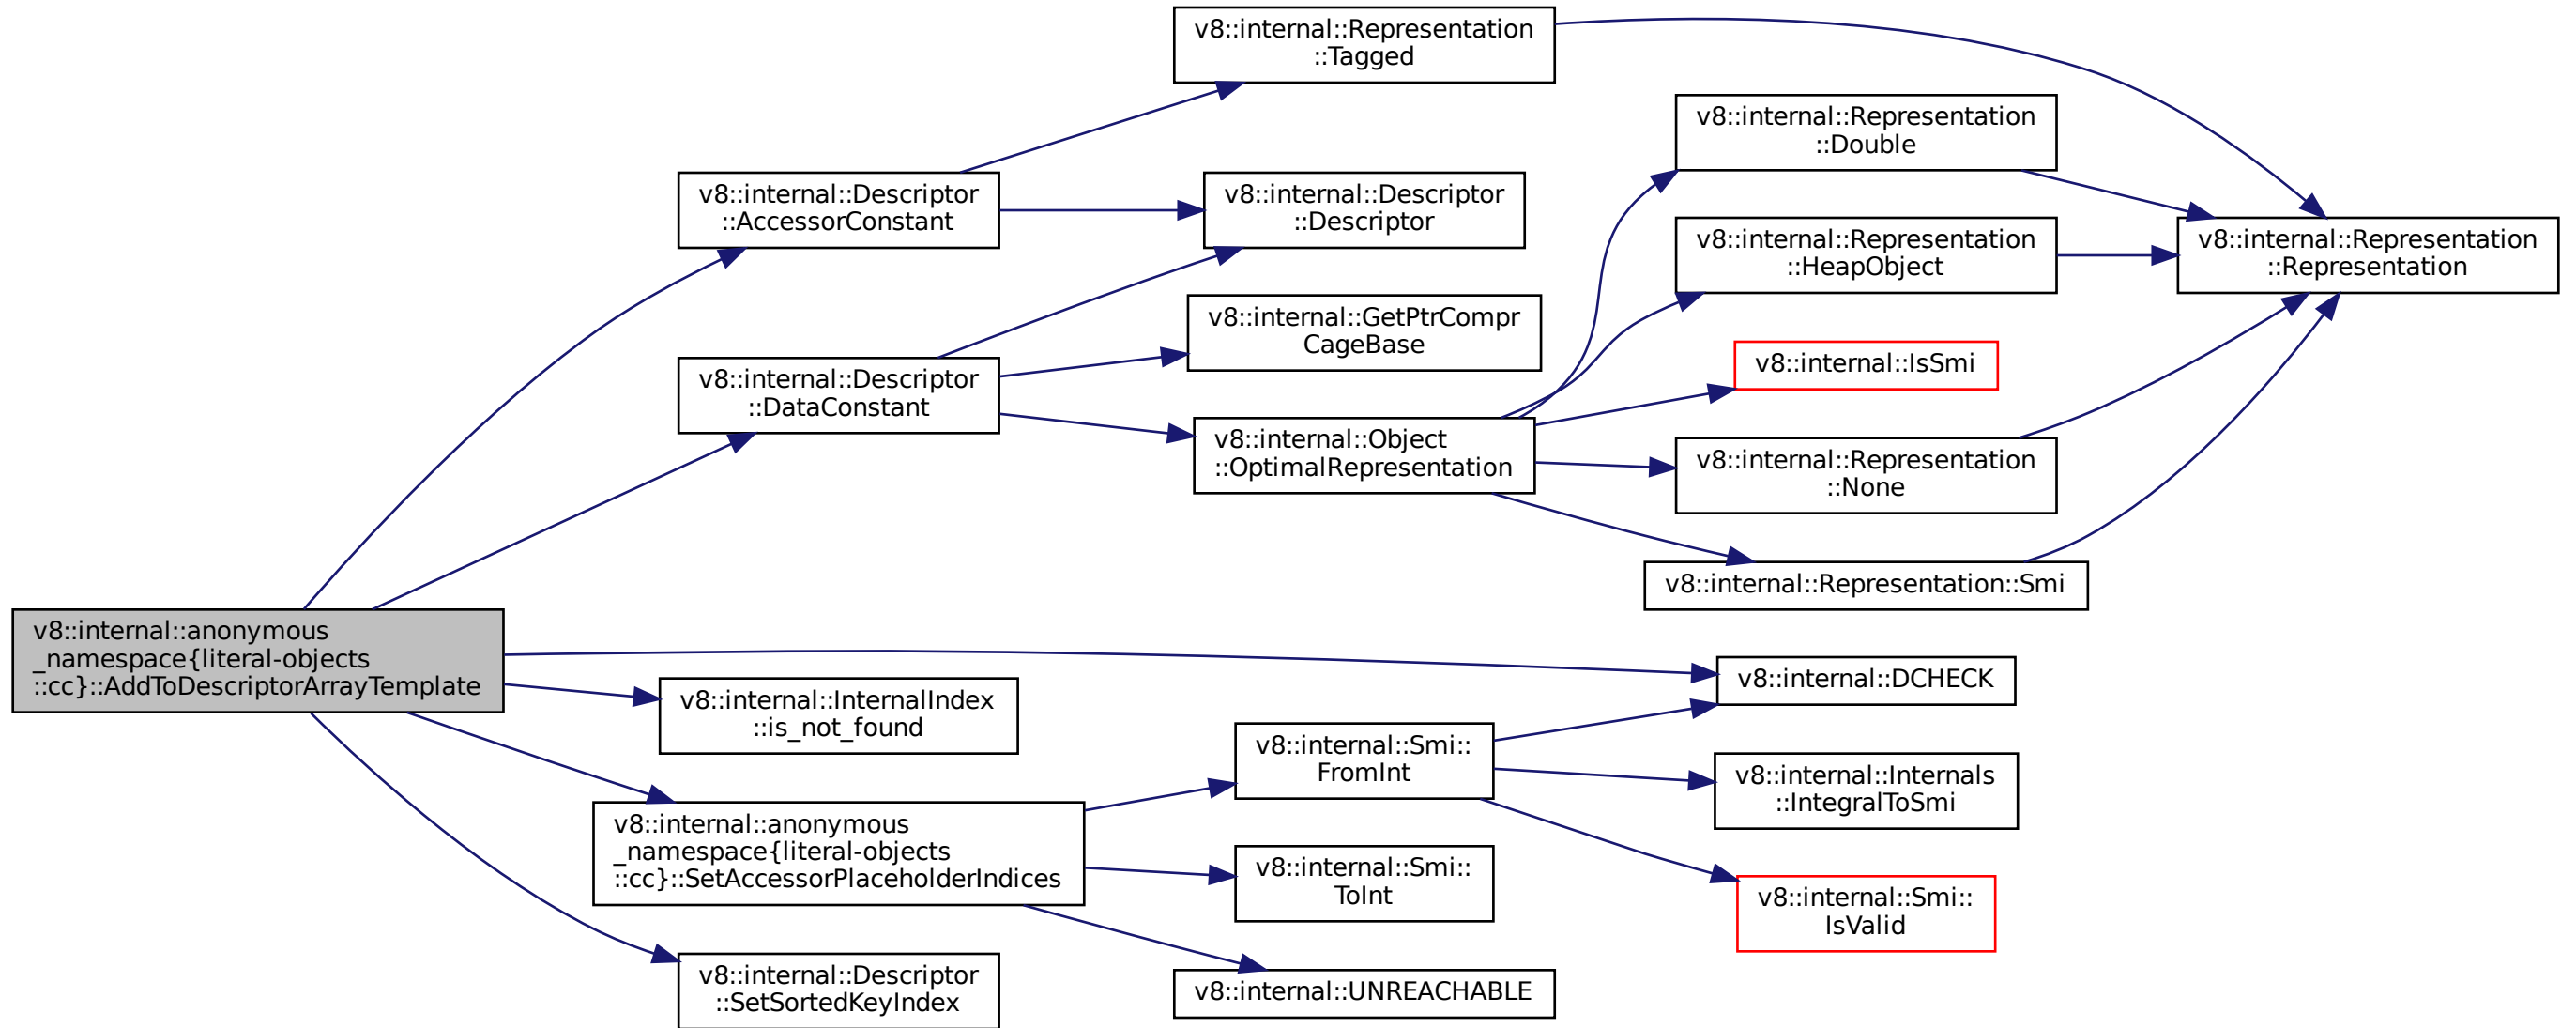 v8::internal::Representation
::Tagged
v8::internal::Representation
::Double
v8::internal::Descriptor
::AccessorConstant
v8::internal::Descriptor
::Descriptor
v8::internal::Representation
::HeapObject
v8::internal::Representation
::Representation
v8::internal::GetPtrCompr
CageBase
v8::internal::IsSmi
v8::internal::Descriptor
::DataConstant
v8::internal::Object
::OptimalRepresentation
v8::internal::Representation
::None
v8::internal::Representation::Smi
v8::internal::anonymous
_namespace{literal-objects
::cc}::AddToDescriptorArrayTemplate
v8::internal::DCHECK
v8::internal::InternalIndex
::is_not_found
v8::internal::Smi::
FromInt
v8::internal::Internals
::IntegralToSmi
v8::internal::anonymous
_namespace{literal-objects
::cc}::SetAccessorPlaceholderIndices
v8::internal::Smi::
ToInt
v8::internal::Smi::
IsValid
v8::internal::Descriptor
::SetSortedKeyIndex
v8::internal::UNREACHABLE